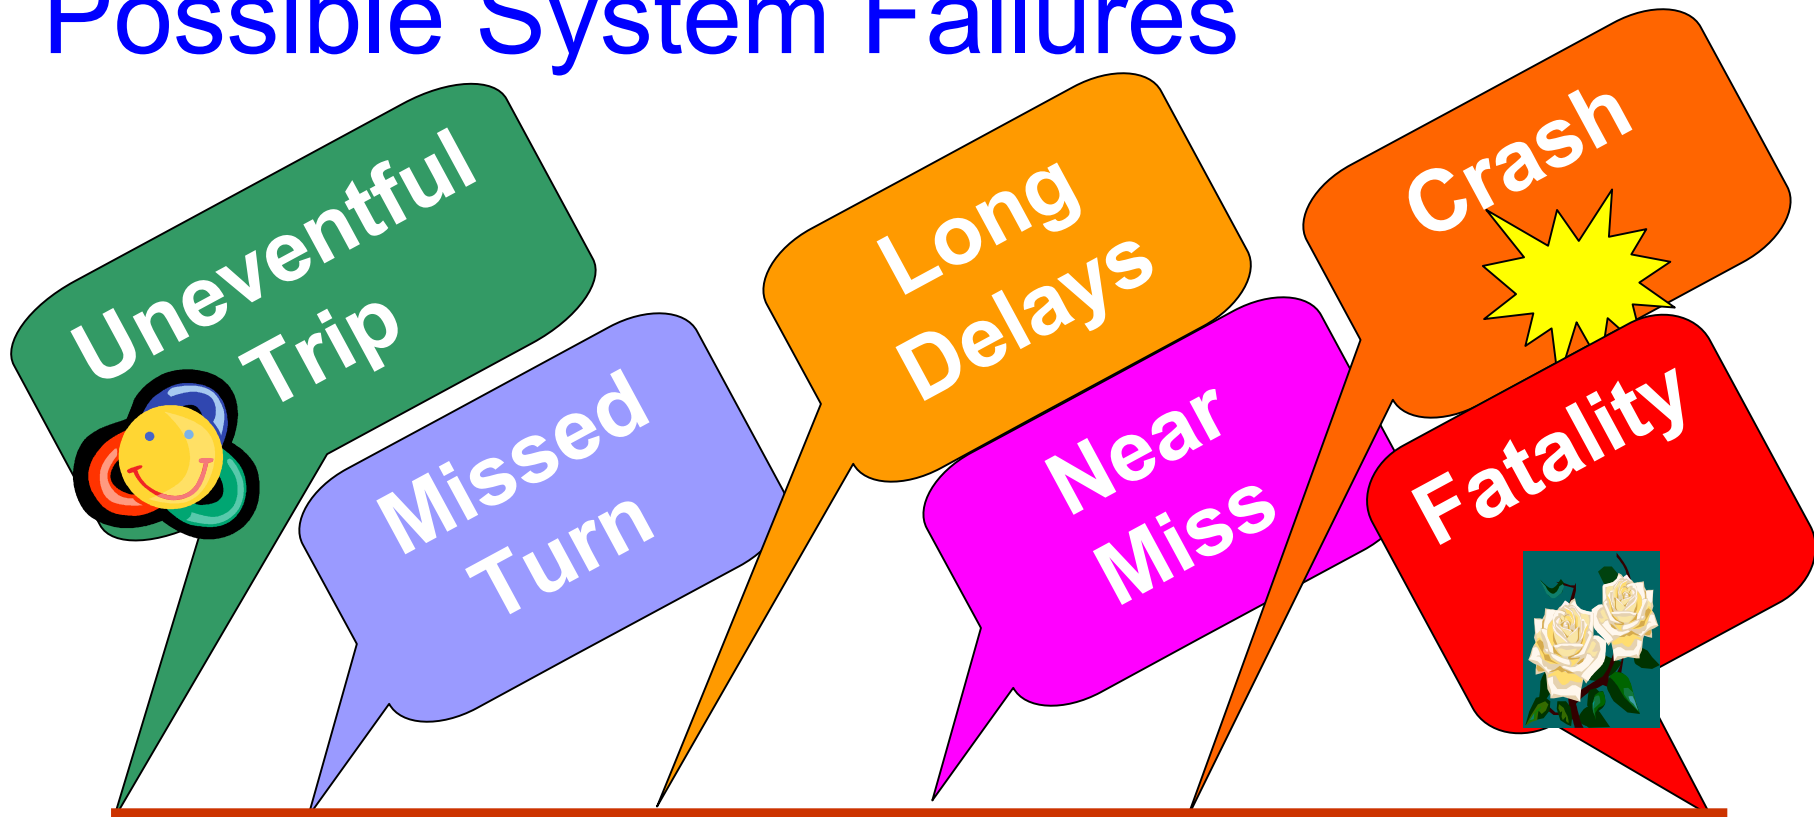 Possible System Failures
Uneventful
Trip
Missed
Turn
Long
Delays
Near
Miss
Crash
Fatality